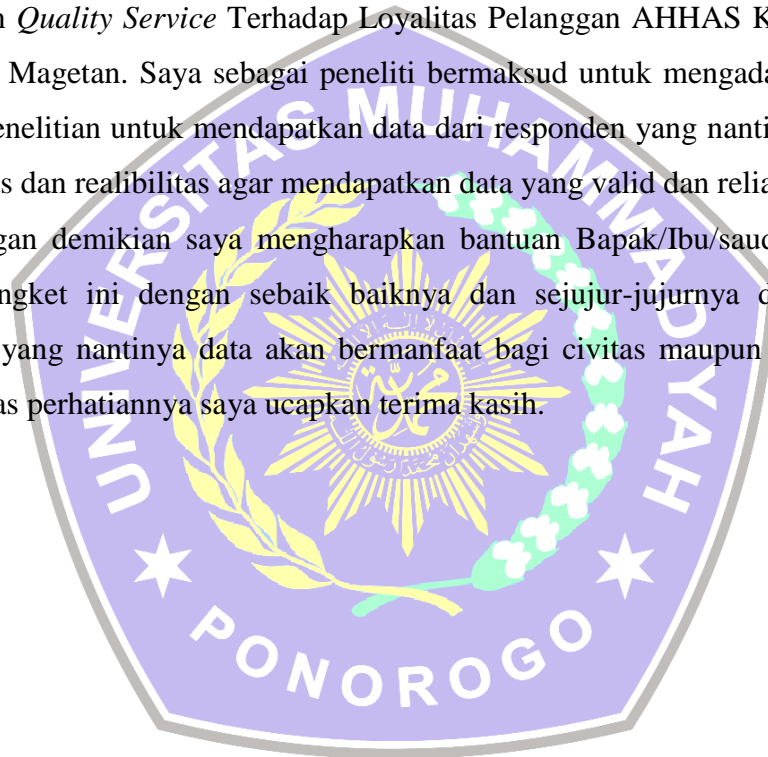 n Quality Service Terhadap Loyalitas Pelanggan AHHAS K
Magetan. Saya sebagai peneliti bermaksud untuk mengada
enelitian untuk mendapatkan data dari responden yang nanti
s dan realibilitas agar mendapatkan data yang valid dan relia
gan demikian saya mengharapkan bantuan Bapak/Ibu/saud
ngket ini dengan sebaik baiknya dan sejujur-jujurnya d
yang nantinya data akan bermanfaat bagi civitas maupun
as perhatiannya saya ucapkan terima kasih.
UNIVERSITAS MUHAMMADIYAH
PONOROGO